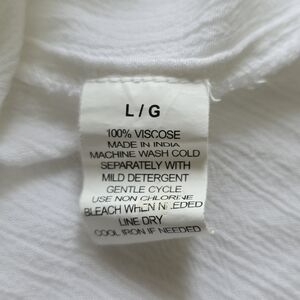 L / G
100% VISCOSE
MADE IN INDIA
MACHINE WASH COLD
SEPARATELY WITH
MILD DETERGENT
GENTLE CYCLE
USE NON CHLORINE
BLEACH WHEN NEEDED
LINE DRY
COOL IRON IF NEEDED